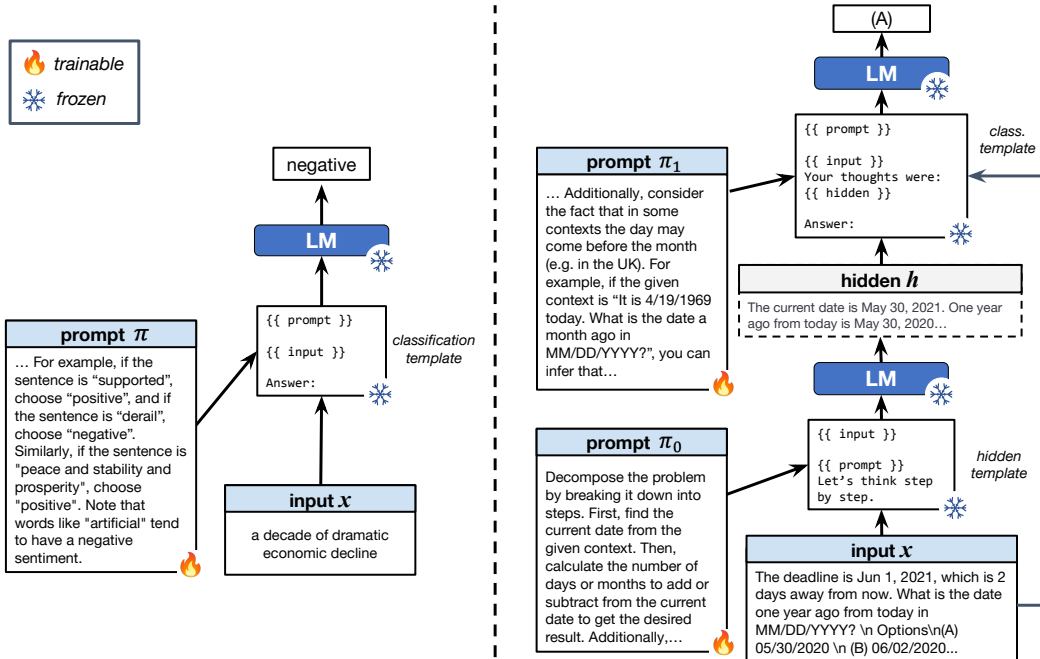 trainable
frozen
negative
LM
{{ prompt }}
{{ input }}
Answer:
classification
template
prompt π
... For example, if the
sentence is “supported”,
choose “positive”, and if
the sentence is “derail”,
choose “negative”.
Similarly, if the sentence is
"peace and stability and
prosperity", choose
"positive". Note that
words like "artificial" tend
to have a negative
sentiment.
input x
a decade of dramatic
economic decline
(A)
LM
{{ prompt }}
{{ input }}
Your thoughts were:
{{ hidden }}
Answer:
class.
template
prompt π1
... Additionally, consider
the fact that in some
contexts the day may
come before the month
(e.g. in the UK). For
example, if the given
context is “It is 4/19/1969
today. What is the date a
month ago in
MM/DD/YYYY?”, you can
infer that...
hidden h
The current date is May 30, 2021. One year
ago from today is May 30, 2020...
LM
{{ input }}
{{ prompt }}
Let's think step
by step.
hidden
template
prompt π0
Decompose the problem
by breaking it down into
steps. First, find the
current date from the
given context. Then,
calculate the number of
days or months to add or
subtract from the current
date to get the desired
result. Additionally,...
input x
The deadline is Jun 1, 2021, which is 2
days away from now. What is the date
one year ago from today in
MM/DD/YYYY? \n Options\n(A)
05/30/2020 \n (B) 06/02/2020...